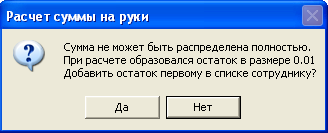 Расчет суммы на руки
Сумма не может быть распределена полностью.
При расчете образовался остаток в размере 0.01
Добавить остаток первому в списке сотруднику?
Да
Нет